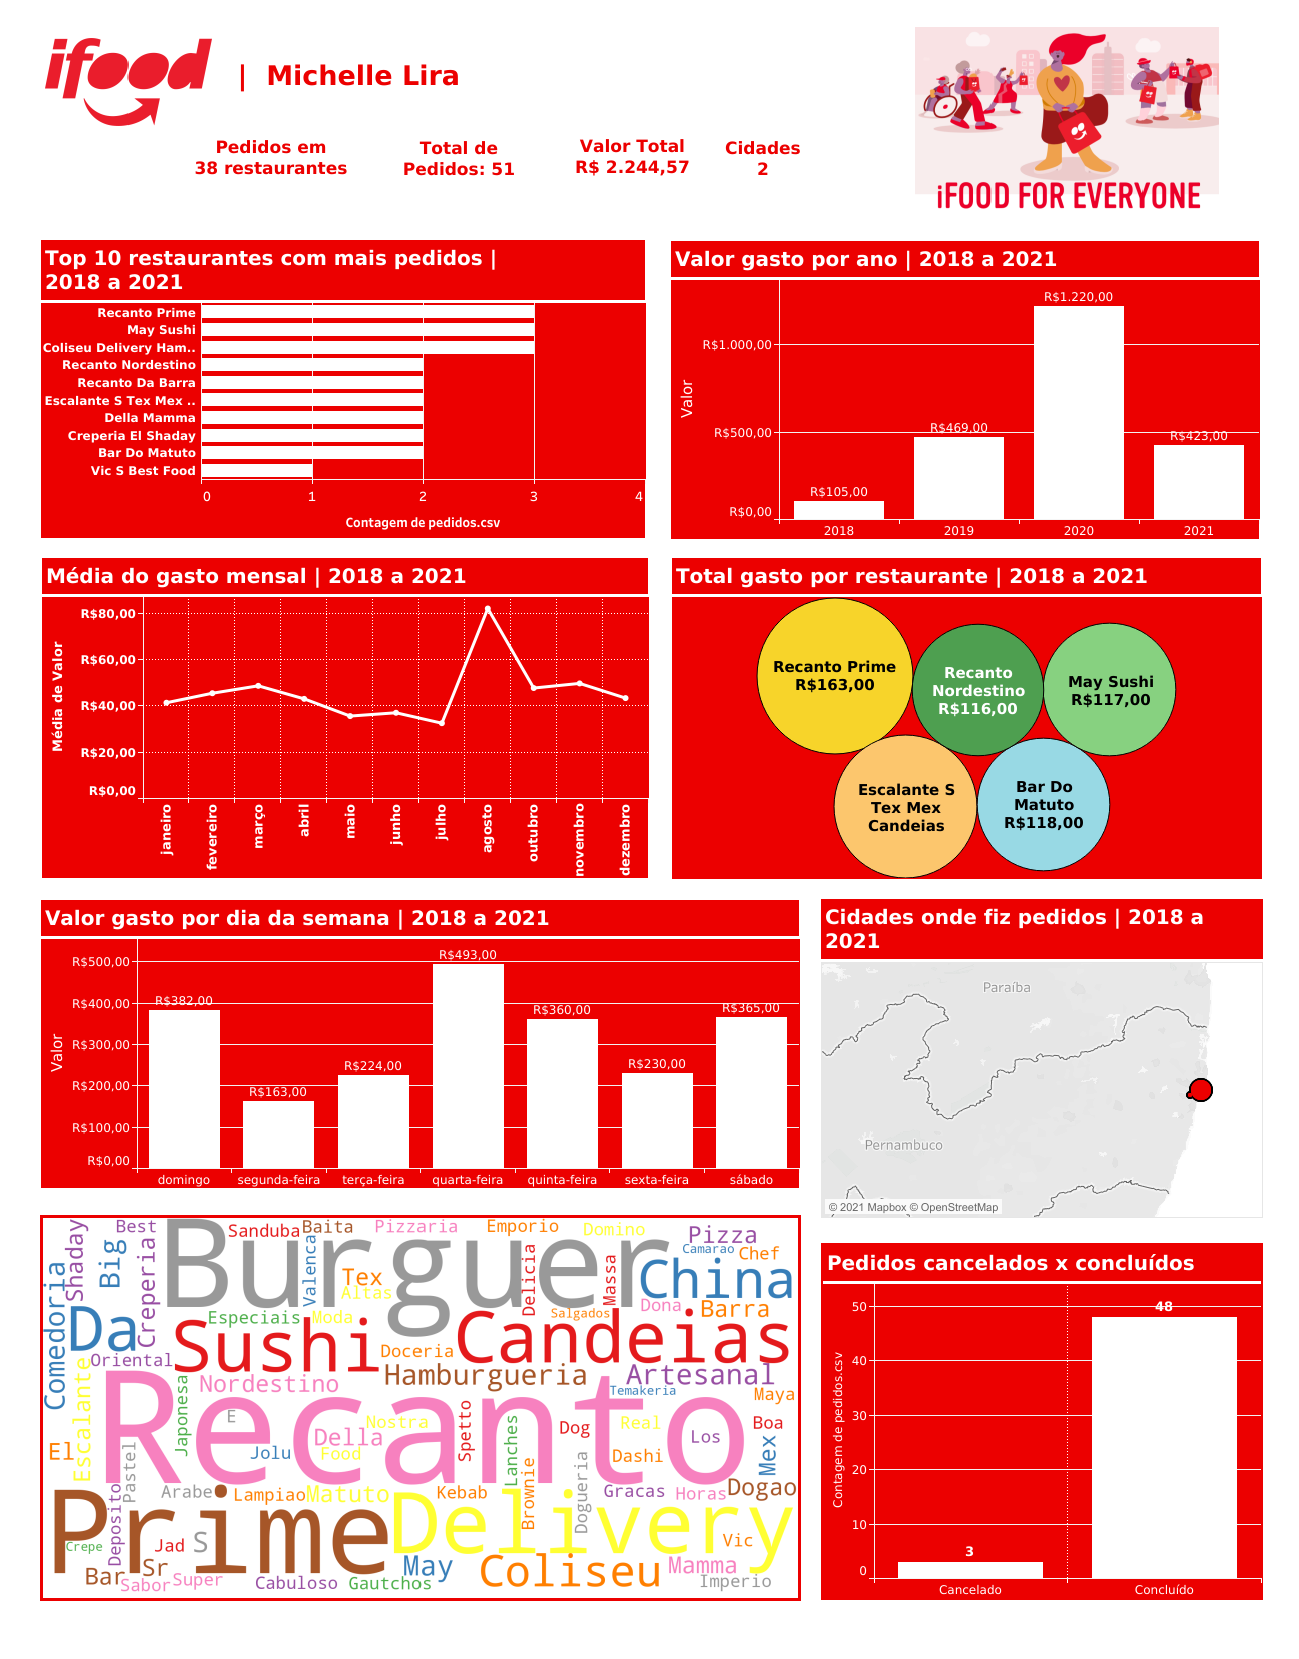 ifood
| Michelle Lira
Pedidos em
38 restaurantes
Total de
Pedidos: 51
Valor Total
R$ 2.244,57
Cidades
2
iFOOD FOR EVERYONE
Top 10 restaurantes com mais pedidos |
2018 a 2021
Recanto Prime
May Sushi
Coliseu Delivery Ham..
Recanto Nordestino
Recanto Da Barra
Escalante S Tex Mex ..
Della Mamma
Creperia El Shaday
Bar Do Matuto
Vic S Best Food
0 1 2 3 4
Contagem de pedidos.csv
Valor gasto por ano | 2018 a 2021
Valor
R$1.000,00
R$500,00
R$0,00
R$105,00
R$469,00
R$1.220,00
R$423,00
2018 2019 2020 2021
Média do gasto mensal | 2018 a 2021
Média de Valor
R$80,00
R$60,00
R$40,00
R$20,00
R$0,00
janeiro
fevereiro
março
abril
maio
junho
julho
agosto
outubro
novembro
dezembro
Total gasto por restaurante | 2018 a 2021
Recanto Prime
R$163,00
Recanto
Nordestino
R$116,00
May Sushi
R$117,00
Escalante S
Tex Mex
Candeias
Bar Do
Matuto
R$118,00
Valor gasto por dia da semana | 2018 a 2021
Valor
R$500,00
R$400,00
R$300,00
R$200,00
R$100,00
R$0,00
R$382,00
R$163,00
R$224,00
R$493,00
R$360,00
R$230,00
R$365,00
domingo segunda-feira terça-feira quarta-feira quinta-feira sexta-feira sábado
Cidades onde fiz pedidos | 2018 a
2021
Paraíba
Pernambuco
© 2021 Mapbox © OpenStreetMap
Shaday
Best
Big
Creperia
Burguer
Sanduba
Baita
Pizzaria
Emporio
Domino
Pizza
Camarao
Chef
Valenca
Tex
Altas
Delicia
Massa
China
Comedoria
Da
Especiais
Moda
Salgados
Dona
Barra
Oriental
Sushi
Doceria
Candeias
Escalante
Nordestino
Hamburgueria
Artesanal
Temakeria
Maya
Japonesa
Recanto
E
Nostra
Della
Food
Jolu
Spetto
Lanches
Dog
Real
Dashi
Los
Boa
Mex
El
Pastel
Deposito
Arabe
Lampiao
Matuto
Kebab
Brownie
Dogueria
Gracas
Horas
Dogao
Prime
Delivery
Crepe
Jad
S
Vic
Bar
Sr
Sabor
Super
Cabuloso
Gautchos
May
Coliseu
Mamma
Imperio
Pedidos cancelados x concluídos
Contagem de pedidos.csv
50
40
30
20
10
0
3
48
Cancelado Concluído